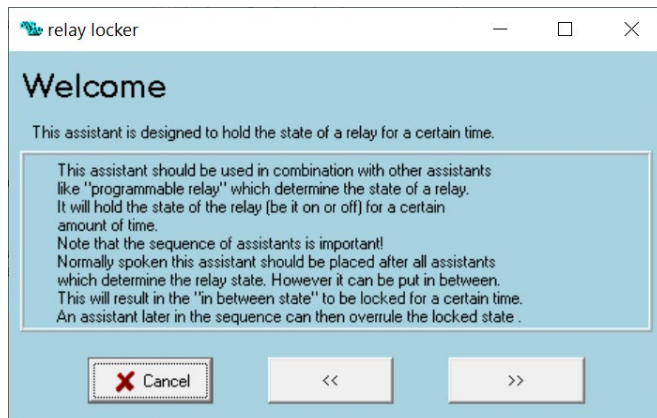 relay locker
Welcome
This assistant is designed to hold the state of a relay for a certain time.
This assistant should be used in combination with other assistants
like "programmable relay" which determine the state of a relay.
It will hold the state of the relay (be it on or off) for a certain
amount of time.
Note that the sequence of assistants is important!
Normally spoken this assistant should be placed after all assistants
which determine the relay state. However it can be put in between.
This will result in the "in between state" to be locked for a certain time.
An assistant later in the sequence can then overrule the locked state .
Cancel
<<
>>